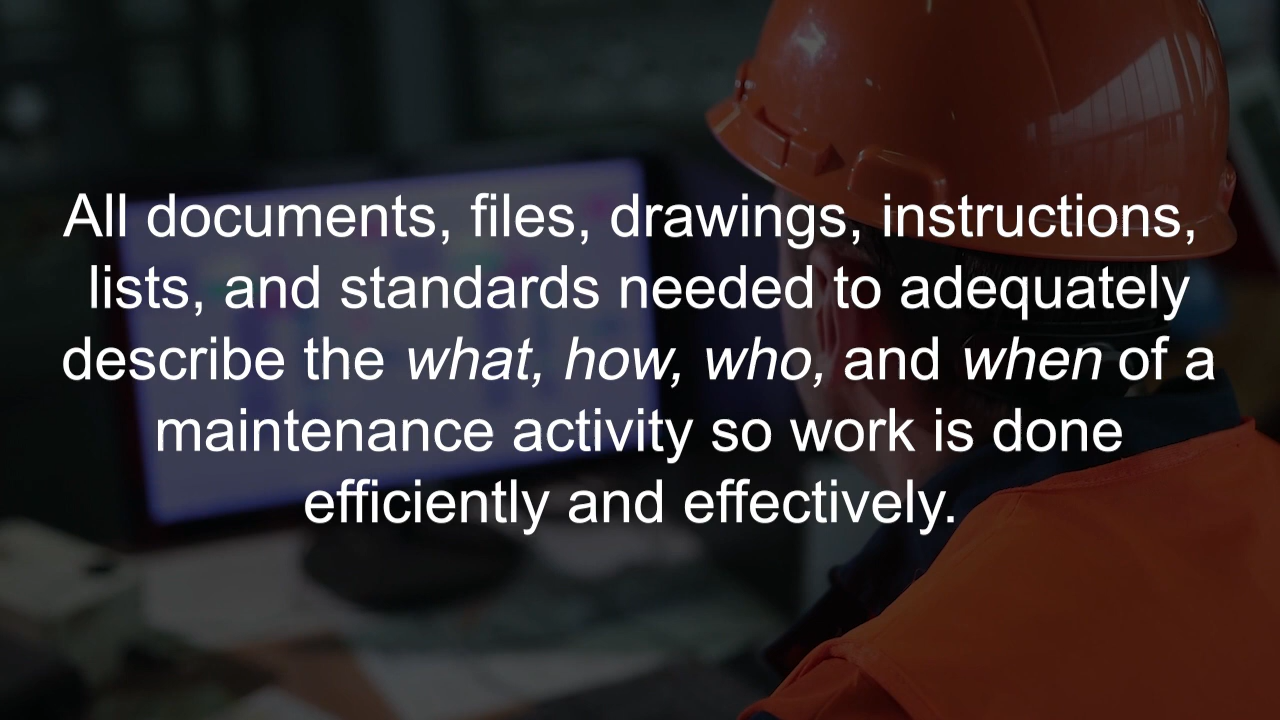 All documents, files, drawings, instructions,
lists, and standards needed to adequately
describe the what, how, who, and when of a
maintenance activity so work is done
efficiently and effectively.